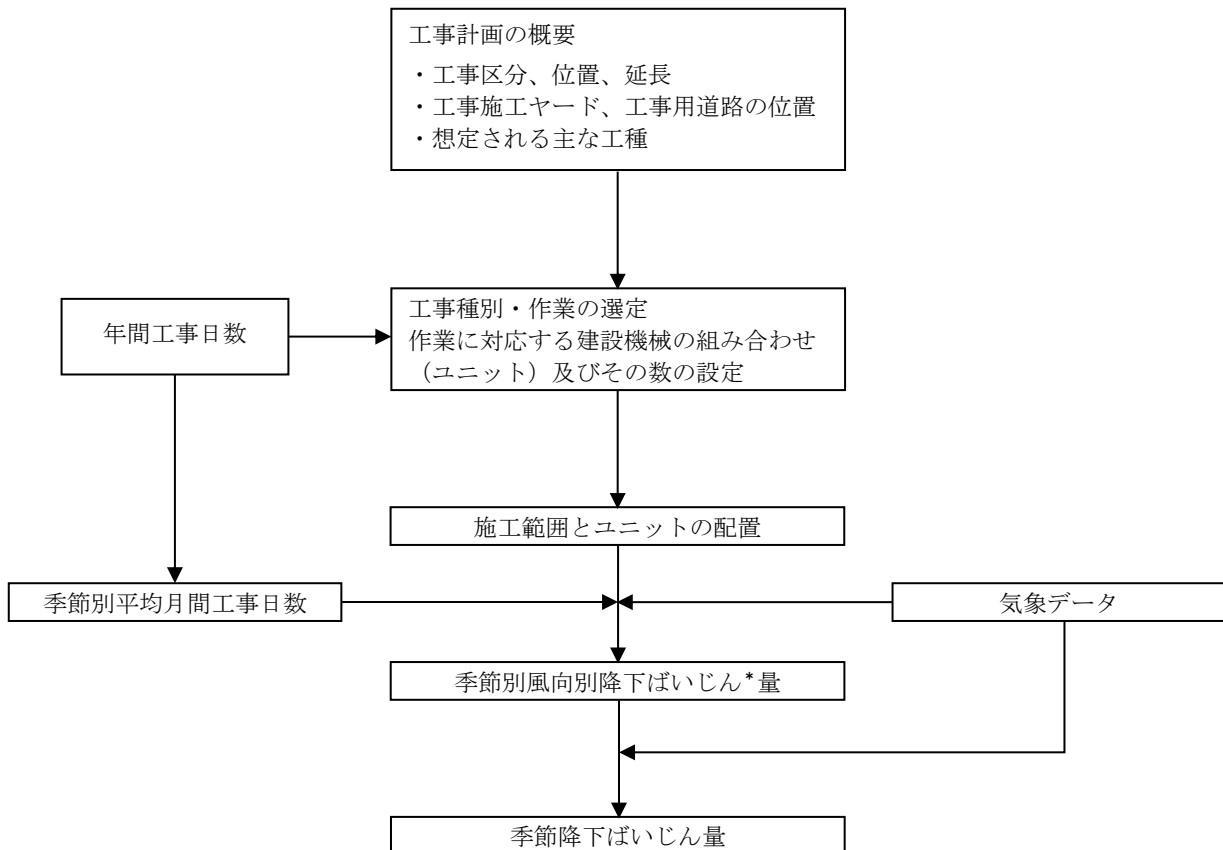 工事計画の概要
・工事区分、位置、延長
・工事施工ヤード、工事用道路の位置
・想定される主な工種
年間工事日数
工事種別・作業の選定
作業に対応する建設機械の組み合わせ
（ユニット）及びその数の設定
施工範囲とユニットの配置
季節別平均月間工事日数
気象データ
季節別風向別降下ばいじん*量
季節降下ばいじん量